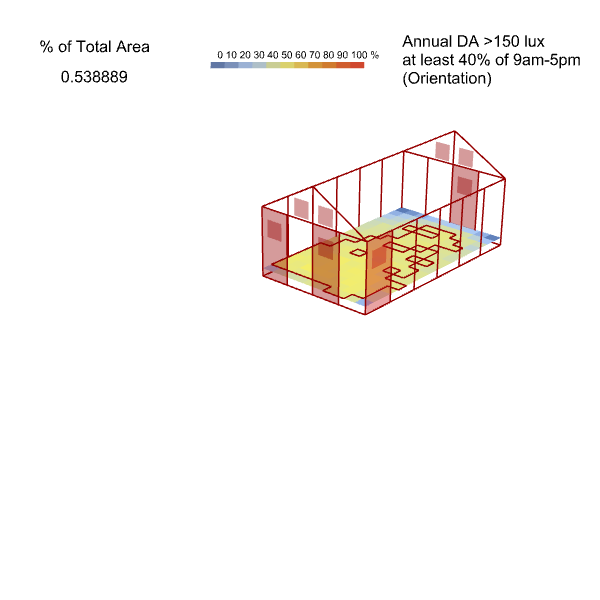 % of Total Area
0.538889
0 10 20 30 40 50 60 70 80 90 100 %
Annual DA >150 lux
at least 40% of 9am-5pm
(Orientation)